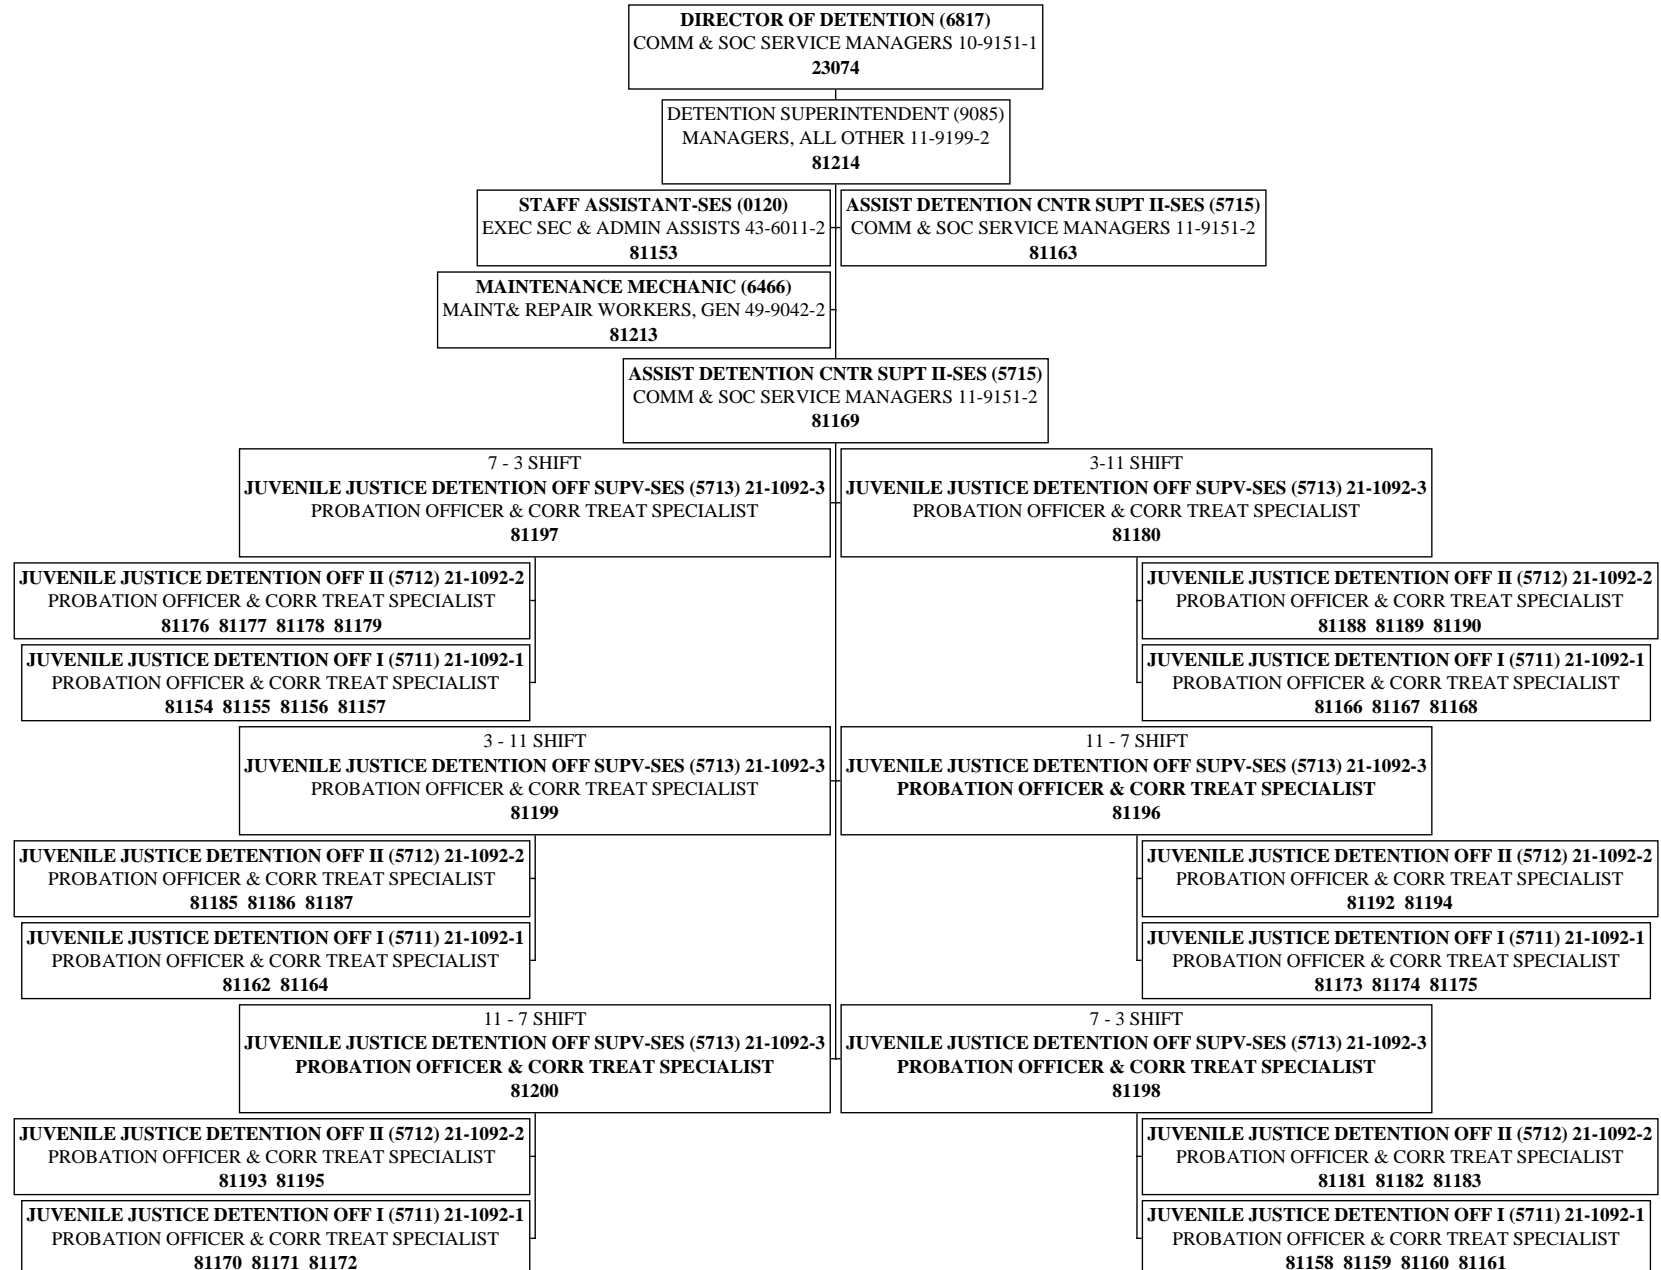 DIRECTOR OF DETENTION (6817)
COMM & SOC SERVICE MANAGERS 10-9151-1
23074
DETENTION SUPERINTENDENT (9085)
MANAGERS, ALL OTHER 11-9199-2
81214
STAFF ASSISTANT-SES (0120)
EXEC SEC & ADMIN ASSISTS 43-6011-2
81153
ASSIST DETENTION CNTR SUPT II-SES (5715)
COMM & SOC SERVICE MANAGERS 11-9151-2
81163
MAINTENANCE MECHANIC (6466)
MAINT& REPAIR WORKERS, GEN 49-9042-2
81213
ASSIST DETENTION CNTR SUPT II-SES (5715)
COMM & SOC SERVICE MANAGERS 11-9151-2
81169
7 - 3 SHIFT
JUVENILE JUSTICE DETENTION OFF SUPV-SES (5713) 21-1092-3
PROBATION OFFICER & CORR TREAT SPECIALIST
81197
3-11 SHIFT
JUVENILE JUSTICE DETENTION OFF SUPV-SES (5713) 21-1092-3
PROBATION OFFICER & CORR TREAT SPECIALIST
81180
JUVENILE JUSTICE DETENTION OFF II (5712) 21-1092-2
PROBATION OFFICER & CORR TREAT SPECIALIST
81176 81177 81178 81179
JUVENILE JUSTICE DETENTION OFF II (5712) 21-1092-2
PROBATION OFFICER & CORR TREAT SPECIALIST
81188 81189 81190
JUVENILE JUSTICE DETENTION OFF I (5711) 21-1092-1
PROBATION OFFICER & CORR TREAT SPECIALIST
81154 81155 81156 81157
JUVENILE JUSTICE DETENTION OFF I (5711) 21-1092-1
PROBATION OFFICER & CORR TREAT SPECIALIST
81166 81167 81168
3 - 11 SHIFT
JUVENILE JUSTICE DETENTION OFF SUPV-SES (5713) 21-1092-3
PROBATION OFFICER & CORR TREAT SPECIALIST
81199
11 - 7 SHIFT
JUVENILE JUSTICE DETENTION OFF SUPV-SES (5713) 21-1092-3
PROBATION OFFICER & CORR TREAT SPECIALIST
81196
JUVENILE JUSTICE DETENTION OFF II (5712) 21-1092-2
PROBATION OFFICER & CORR TREAT SPECIALIST
81185 81186 81187
JUVENILE JUSTICE DETENTION OFF II (5712) 21-1092-2
PROBATION OFFICER & CORR TREAT SPECIALIST
81192 81194
JUVENILE JUSTICE DETENTION OFF I (5711) 21-1092-1
PROBATION OFFICER & CORR TREAT SPECIALIST
81162 81164
JUVENILE JUSTICE DETENTION OFF I (5711) 21-1092-1
PROBATION OFFICER & CORR TREAT SPECIALIST
81173 81174 81175
11 - 7 SHIFT
JUVENILE JUSTICE DETENTION OFF SUPV-SES (5713) 21-1092-3
PROBATION OFFICER & CORR TREAT SPECIALIST
81200
7 - 3 SHIFT
JUVENILE JUSTICE DETENTION OFF SUPV-SES (5713) 21-1092-3
PROBATION OFFICER & CORR TREAT SPECIALIST
81198
JUVENILE JUSTICE DETENTION OFF II (5712) 21-1092-2
PROBATION OFFICER & CORR TREAT SPECIALIST
81193 81195
JUVENILE JUSTICE DETENTION OFF II (5712) 21-1092-2
PROBATION OFFICER & CORR TREAT SPECIALIST
81181 81182 81183
JUVENILE JUSTICE DETENTION OFF I (5711) 21-1092-1
PROBATION OFFICER & CORR TREAT SPECIALIST
81170 81171 81172
JUVENILE JUSTICE DETENTION OFF I (5711) 21-1092-1
PROBATION OFFICER & CORR TREAT SPECIALIST
81158 81159 81160 81161